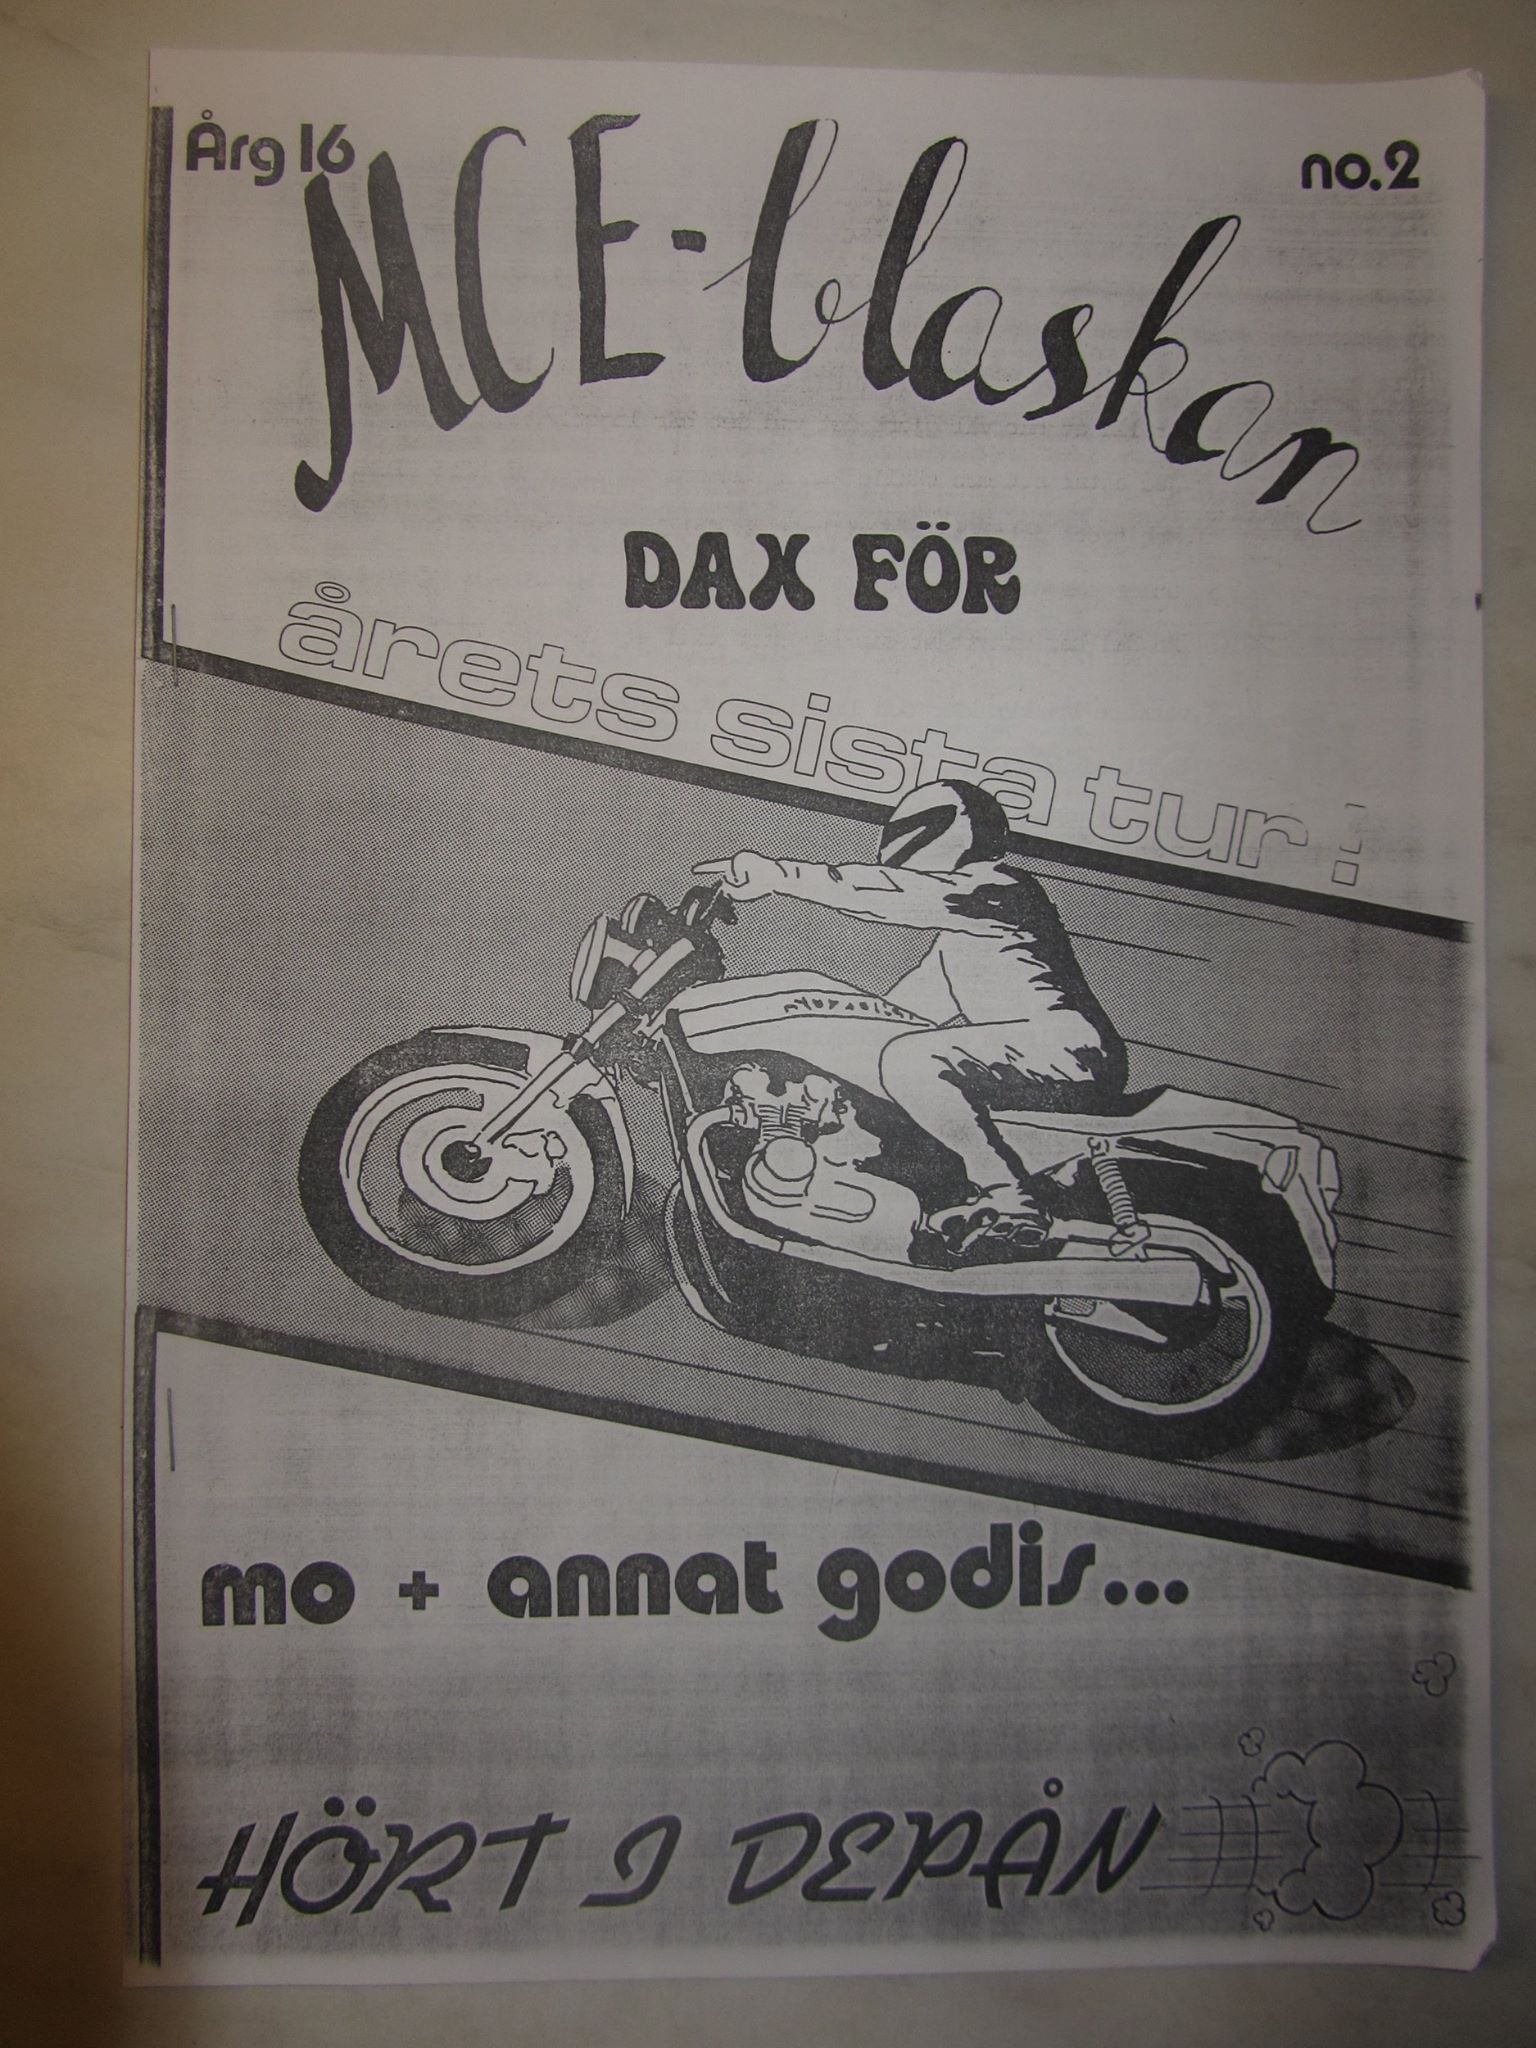 Årg 16
no.2
MCE-blaskan
DAX FÖR
årets sista tur!
mo + annat godis...
HÖRT I DEPÅN